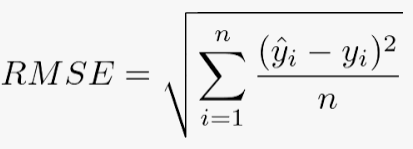 RMSE = \sqrt{\sum_{i=1}^{n} \frac{(\hat{y}_i - y_i)^2}{n}}